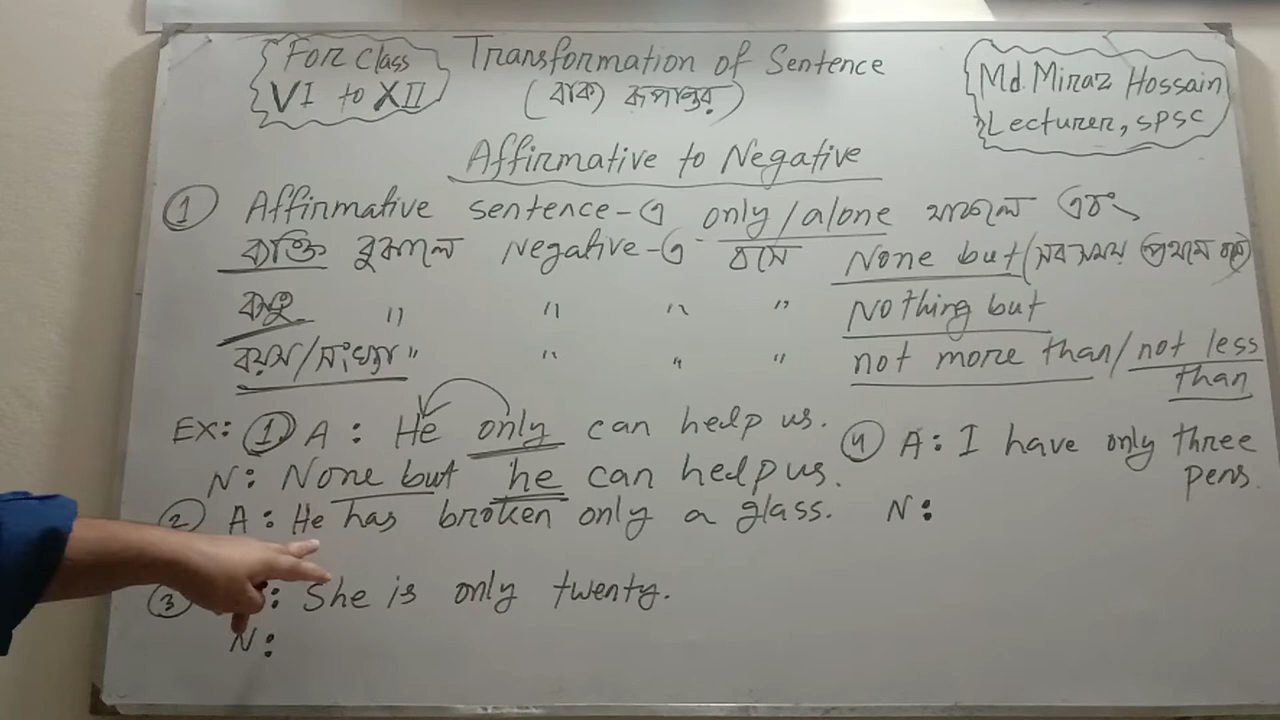 For Class
VI to XII
Transformation of Sentence
(বাক্য রূপান্তর)
Md. Miraz Hossain
Lecturer, SPSC
Affirmative to Negative
1 Affirmative sentence-এ only/alone থাকলে এবং
ব্যক্তি বুঝালে Negative-এ বসে None but (সব সময় প্রথমে বসে)
বস্তু " " " " Nothing but
বয়স/সংখ্যা " " " " not more than/not less
than
Ex: 1 A: He only can help us.
N: None but he can help us.
2 A: He has broken only a glass.
3 : She is only twenty.
N:
4 A: I have only three
pens.
N: